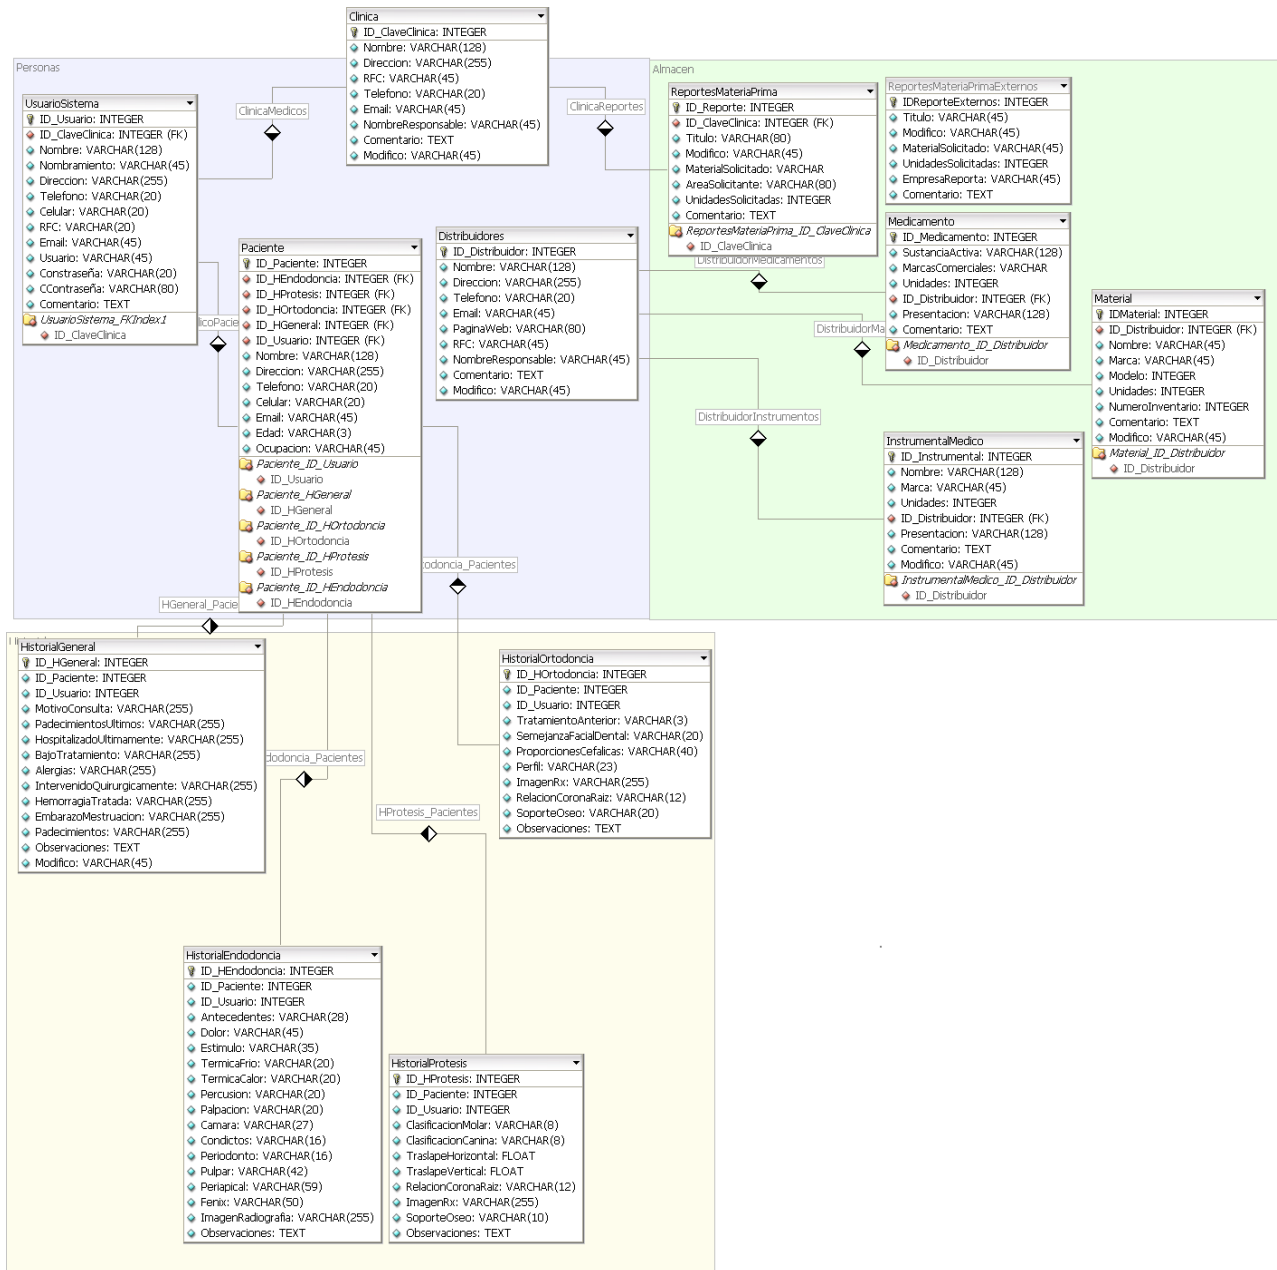 Clinica
ID_ClaveClinica: INTEGER
Nombre: VARCHAR(128)
Direccion: VARCHAR(255)
RFC: VARCHAR(45)
Telefono: VARCHAR(20)
Email: VARCHAR(45)
NombreResponsable: VARCHAR(45)
Comentario: TEXT
Modifico: VARCHAR(45)
Personas
UsuarioSistema
ID_Usuario: INTEGER
ID_ClaveClinica: INTEGER (FK)
Nombre: VARCHAR(128)
Nombramiento: VARCHAR(45)
Direccion: VARCHAR(255)
Telefono: VARCHAR(20)
Celular: VARCHAR(20)
RFC: VARCHAR(20)
Email: VARCHAR(45)
Usuario: VARCHAR(45)
Constraseña: VARCHAR(20)
CContraseña: VARCHAR(80)
Comentario: TEXT
UsuarioSistema_FKIndex1
ID_ClaveClinica
ClinicaMedicos
ClinicaReportes
licoPacie
Paciente
ID_Paciente: INTEGER
ID_HEndodoncia: INTEGER (FK)
ID_HProtesis: INTEGER (FK)
ID_HOrtodoncia: INTEGER (FK)
ID_HGeneral: INTEGER (FK)
ID_Usuario: INTEGER (FK)
Nombre: VARCHAR(128)
Direccion: VARCHAR(255)
Telefono: VARCHAR(20)
Celular: VARCHAR(20)
Email: VARCHAR(45)
Edad: VARCHAR(3)
Ocupacion: VARCHAR(45)
Paciente_ID_Usuario
ID_Usuario
Paciente_HGeneral
ID_HGeneral
Paciente_ID_HOrtodoncia
ID_HOrtodoncia
Paciente_ID_HProtesis
ID_HProtesis
Paciente_ID_HEndodoncia
ID_HEndodoncia
Distribuidores
ID_Distribuidor: INTEGER
Nombre: VARCHAR(128)
Direccion: VARCHAR(255)
Telefono: VARCHAR(20)
Email: VARCHAR(45)
PaginaWeb: VARCHAR(80)
RFC: VARCHAR(45)
NombreResponsable: VARCHAR(45)
Comentario: TEXT
Modifico: VARCHAR(45)
Almacen
ReportesMateriaPrima
ID_Reporte: INTEGER
ID_ClaveClinica: INTEGER (FK)
Titulo: VARCHAR(80)
Modifico: VARCHAR(45)
MaterialSolicitado: VARCHAR
AreaSolicitante: VARCHAR(80)
UnidadesSolicitadas: INTEGER
Comentario: TEXT
ReportesMateriaPrima_ID_ClaveClinica
ID_ClaveClinica
ReportesMateriaPrimaExternos
IDReporteExternos: INTEGER
Titulo: VARCHAR(45)
Modifico: VARCHAR(45)
MaterialSolicitado: VARCHAR(45)
UnidadesSolicitadas: INTEGER
EmpresaReporta: VARCHAR(45)
Comentario: TEXT
DistribuidorMedicamentos
Medicamento
ID_Medicamento: INTEGER
SustanciaActiva: VARCHAR(128)
MarcasComerciales: VARCHAR
Unidades: INTEGER
ID_Distribuidor: INTEGER (FK)
Presentacion: VARCHAR(128)
Comentario: TEXT
Medicamento_ID_Distribuidor
ID_Distribuidor
DistribuidorMa
Material
IDMaterial: INTEGER
ID_Distribuidor: INTEGER (FK)
Nombre: VARCHAR(45)
Marca: VARCHAR(45)
Modelo: INTEGER
Unidades: INTEGER
NumeroInventario: INTEGER
Comentario: TEXT
Modifico: VARCHAR(45)
Material_ID_Distribuidor
ID_Distribuidor
DistribuidorInstrumentos
InstrumentalMedico
ID_Instrumental: INTEGER
Nombre: VARCHAR(128)
Marca: VARCHAR(45)
Unidades: INTEGER
ID_Distribuidor: INTEGER (FK)
Presentacion: VARCHAR(128)
Comentario: TEXT
Modifico: VARCHAR(45)
InstrumentalMedico_ID_Distribuidor
ID_Distribuidor
todoncia_Pacientes
HGeneral_Pacie
HistorialGeneral
ID_HGeneral: INTEGER
ID_Paciente: INTEGER
ID_Usuario: INTEGER
MotivoConsulta: VARCHAR(255)
PadecimientosUltimos: VARCHAR(255)
HospitalizadoUltimamente: VARCHAR(255)
BajoTratamiento: VARCHAR(255)
Alergias: VARCHAR(255)
IntervenidoQuirurgicamente: VARCHAR(255)
HemorragiaTratada: VARCHAR(255)
EmbarazoMestruacion: VARCHAR(255)
Padecimientos: VARCHAR(255)
Observaciones: TEXT
Modifico: VARCHAR(45)
HistorialOrtodoncia
ID_HOrtodoncia: INTEGER
ID_Paciente: INTEGER
ID_Usuario: INTEGER
TratamientoAnterior: VARCHAR(3)
SemejanzaFacialDental: VARCHAR(20)
ProporcionesCefalicas: VARCHAR(40)
Perfil: VARCHAR(23)
ImagenRx: VARCHAR(255)
RelacionCoronaRaiz: VARCHAR(12)
SoporteOseo: VARCHAR(20)
Observaciones: TEXT
dodoncia_Pacientes
HProtesis_Pacientes
HistorialEndodoncia
ID_HEndodoncia: INTEGER
ID_Paciente: INTEGER
ID_Usuario: INTEGER
Antecedentes: VARCHAR(28)
Dolor: VARCHAR(45)
Estimulo: VARCHAR(35)
TermicaFrio: VARCHAR(20)
TermicaCalor: VARCHAR(20)
Percusion: VARCHAR(20)
Palpacion: VARCHAR(20)
Camara: VARCHAR(27)
Condictos: VARCHAR(16)
Periodonto: VARCHAR(16)
Pulpar: VARCHAR(42)
Periapical: VARCHAR(59)
Fenix: VARCHAR(50)
ImagenRadiografia: VARCHAR(255)
Observaciones: TEXT
HistorialProtesis
ID_HProtesis: INTEGER
ID_Paciente: INTEGER
ID_Usuario: INTEGER
ClasificacionMolar: VARCHAR(8)
ClasificacionCanina: VARCHAR(8)
TraslapeHorizontal: FLOAT
TraslapeVertical: FLOAT
RelacionCoronaRaiz: VARCHAR(12)
ImagenRx: VARCHAR(255)
SoporteOseo: VARCHAR(10)
Observaciones: TEXT